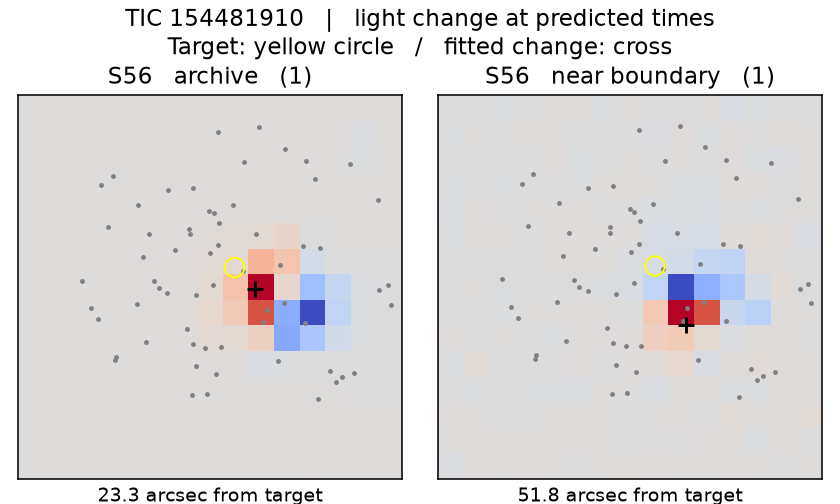 TIC 154481910   |   light change at predicted times
Target: yellow circle   /   fitted change: cross
S56   archive   (1)
S56   near boundary   (1)
23.3 arcsec from target
51.8 arcsec from target